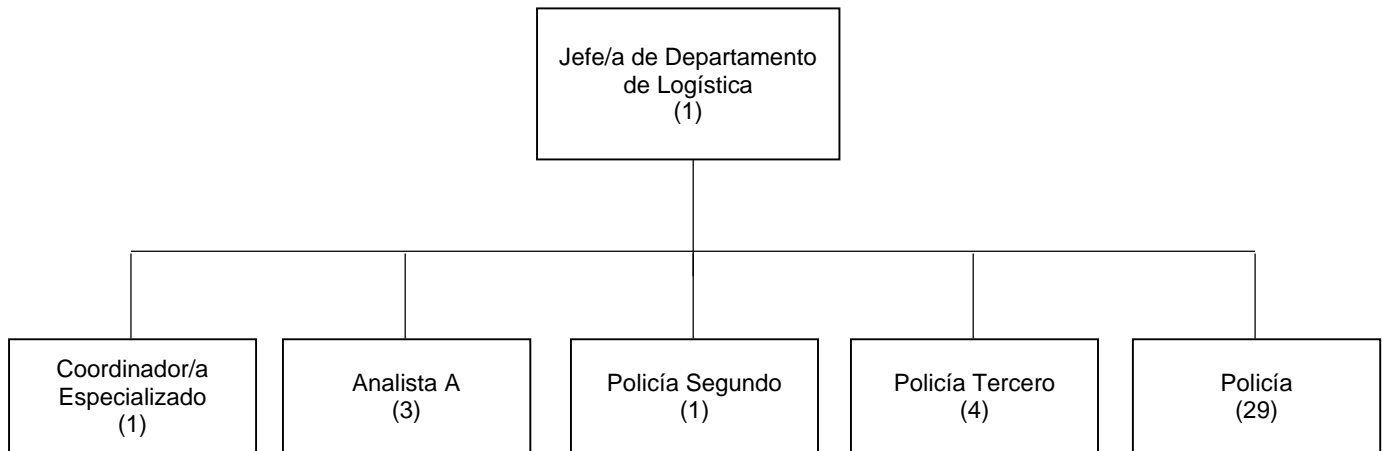 Jefe/a de Departamento
de Logística
(1)
Coordinador/a
Especializado
(1)
Analista A
(3)
Policía Segundo
(1)
Policía Tercero
(4)
Policía
(29)